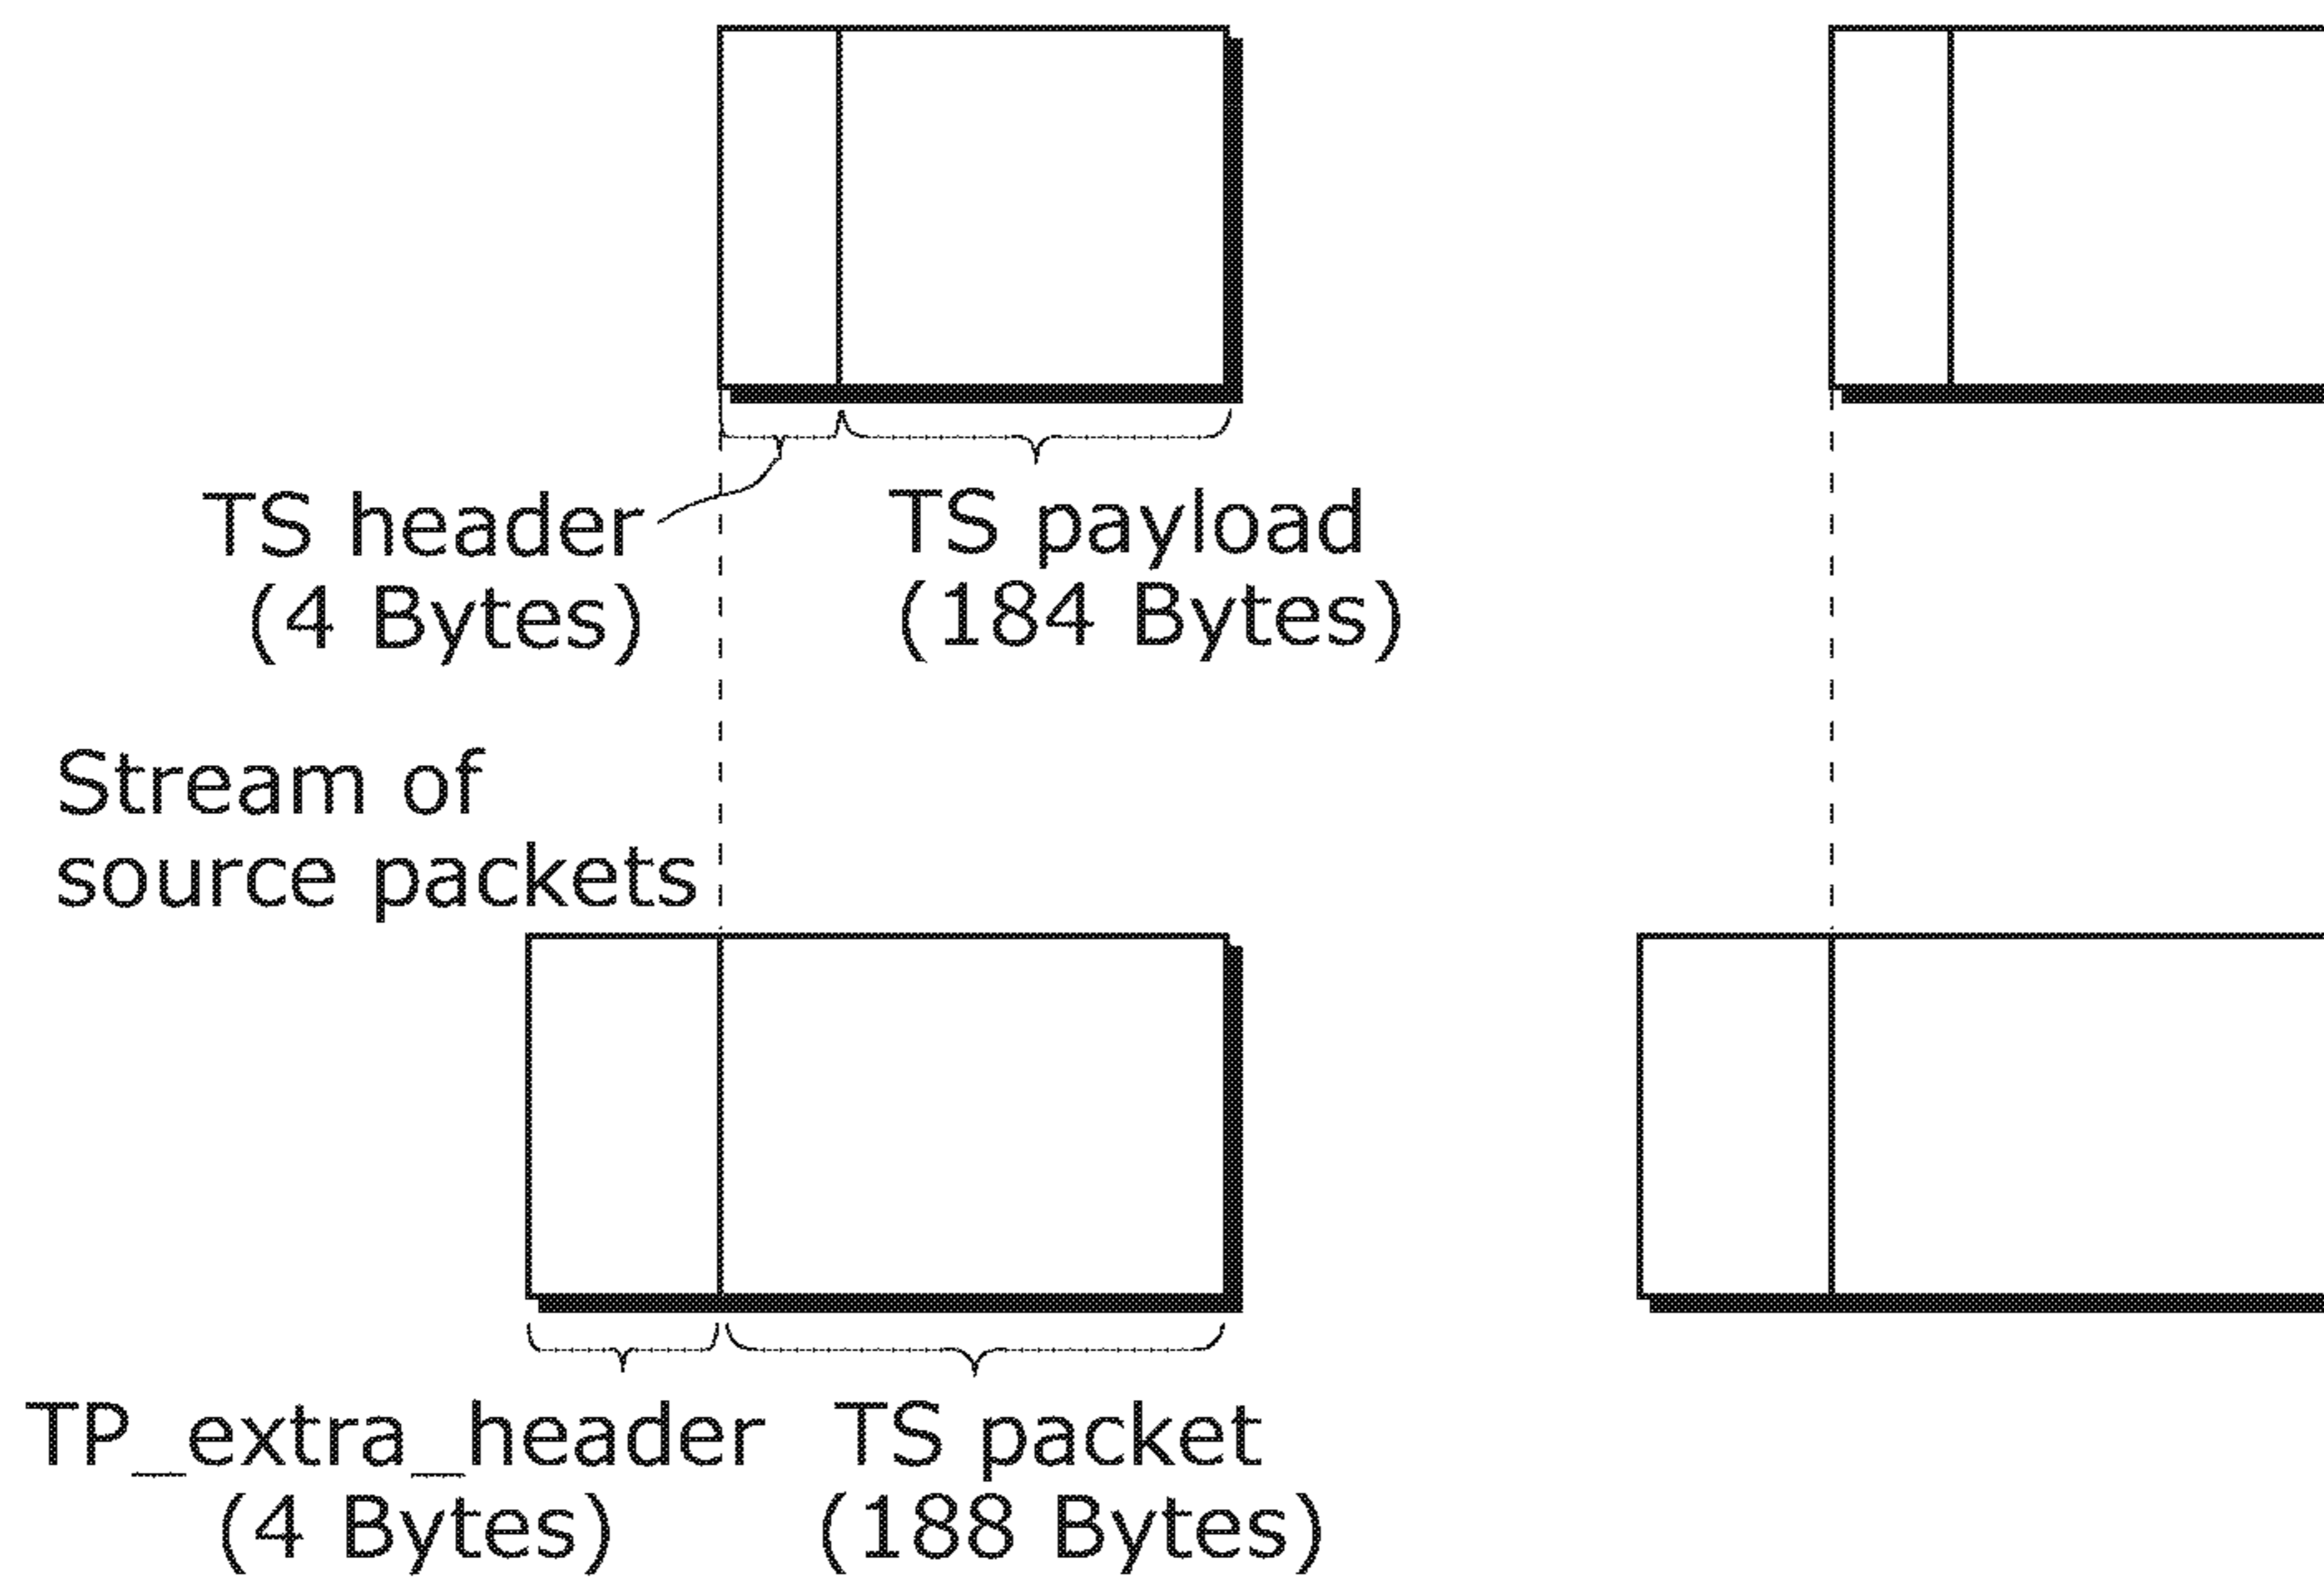 TS header
(4 Bytes)
TS payload
(184 Bytes)
Stream of
source packets
TP_extra_header
(4 Bytes)
TS packet
(188 Bytes)